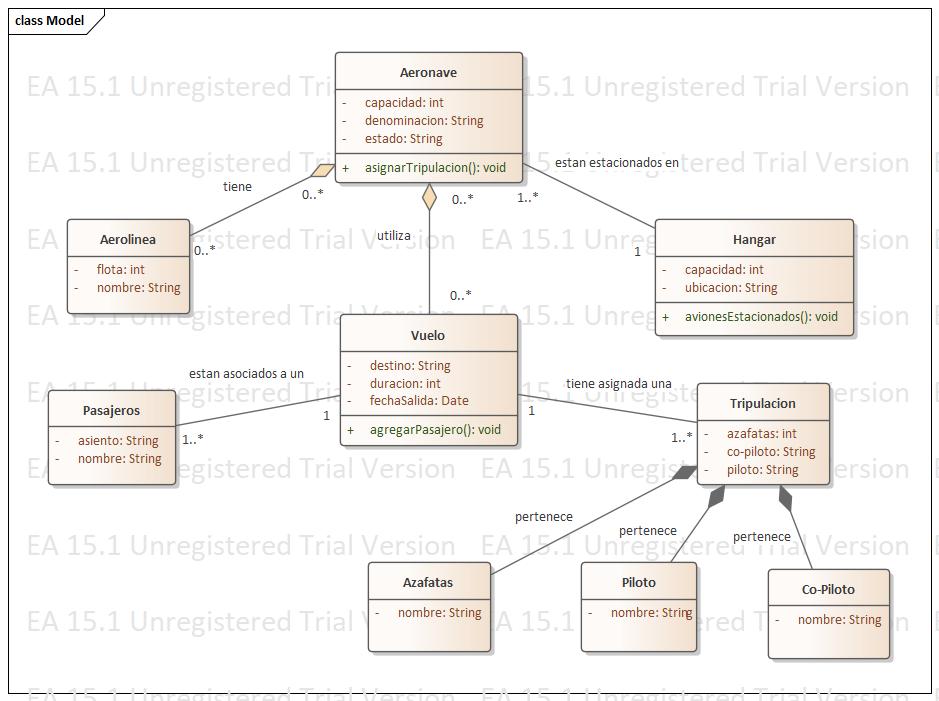 class Model
EA 15.1 Unregistered Trial Version
Aeronave
- capacidad: int
- denominacion: String
- estado: String
+ asignarTripulacion(): void
tiene
0..*
0..*
estan estacionados en
1..*
1
Aerolinea
- flota: int
- nombre: String
utiliza
0..*
0..*
Hangar
- capacidad: int
- ubicacion: String
+ avionesEstacionados(): void
Vuelo
- destino: String
- duracion: int
- fechaSalida: Date
+ agregarPasajero(): void
estan asociados a un
1
1..*
Pasajeros
- asiento: String
- nombre: String
tiene asignada una
1
1..*
Tripulacion
- azafatas: int
- co-piloto: String
- piloto: String
pertenece
pertenece
pertenece
Azafatas
- nombre: String
Piloto
- nombre: String
Co-Piloto
- nombre: String